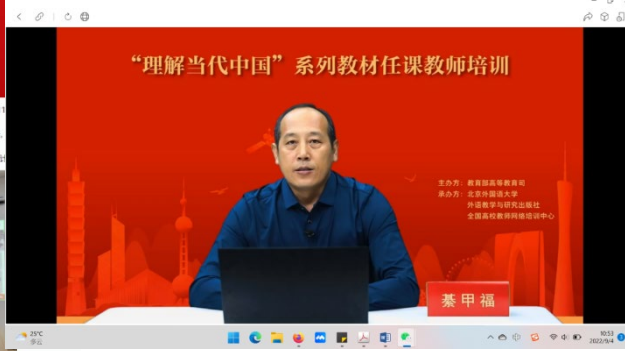 “理解当代中国”系列教材任课教师培训
主办方：教育部高等教育司
承办方：北京外国语大学
外语教学与研究出版社
全国高校教师网络培训中心
綦甲福
25°C
多云
10:53
2022/9/4